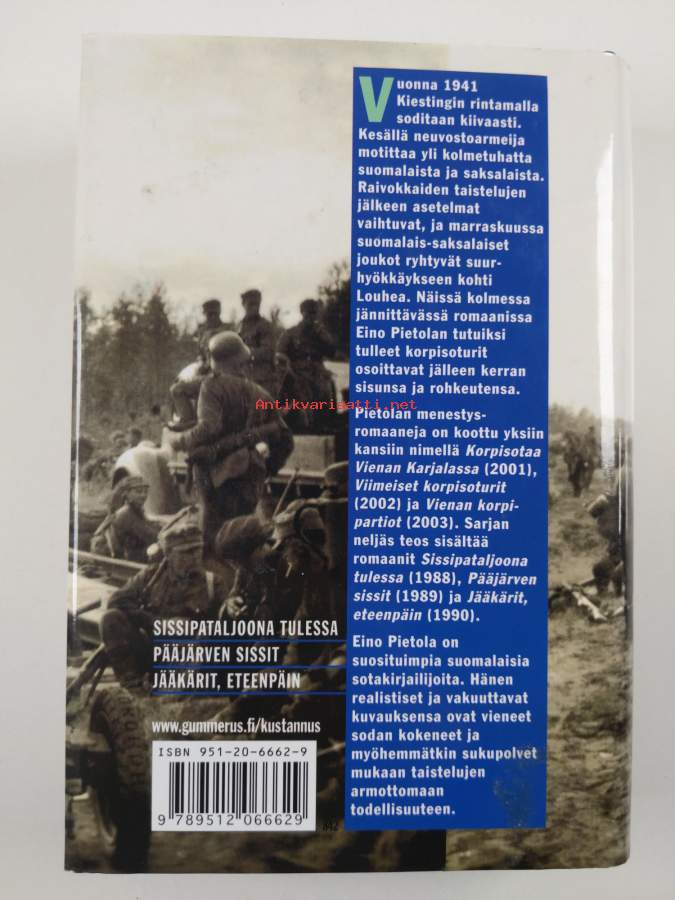 Vuonna 1941
Kiestingin rintamalla
soditaan kiivaasti.
Kesällä neuvostoarmeija
motittaa yli kolmetuhatta
suomalaista ja saksalaista.
Raivokkaiden taistelujen
jälkeen asetelmat
vaihtuvat, ja marraskuussa
suomalais-saksalaiset
joukot ryhtyvät suur-
hyökkäykseen kohti
Louhea. Näissä kolmessa
jännittävässä romaanissa
Eino Pietolan tutuiksi
tulleet korpisoturit
osoittavat jälleen kerran
sisunsa ja rohkeutensa.
Pietolan menestys-
romaaneja on koottu yksiin
kansiin nimellä Korpisotaa
Vienan Karjalassa (2001),
Viimeiset korpisoturit
(2002) ja Vienan korpi-
partiot (2003). Sarjan
neljäs teos sisältää
romaanit Sissipataljoona
tulessa (1988), Pääjärven
sissit (1989) ja Jääkärit,
eteenpäin (1990).
Eino Pietola on
suosituimpia suomalaisia
sotakirjailijoita. Hänen
realistiset ja vakuuttavat
kuvauksensa ovat vieneet
sodan kokeneet ja
myöhemmätkin sukupolvet
mukaan taistelujen
armottomaan
todellisuuteen.
Antikvariaatti.net
SISSIPATALJOONA TULESSA
PÄÄJÄRVEN SISSIT
JÄÄKÄRIT, ETEENPÄIN
www.gummerus.fi/kustannus
ISBN 951-20-6662-9
9 789512 066629